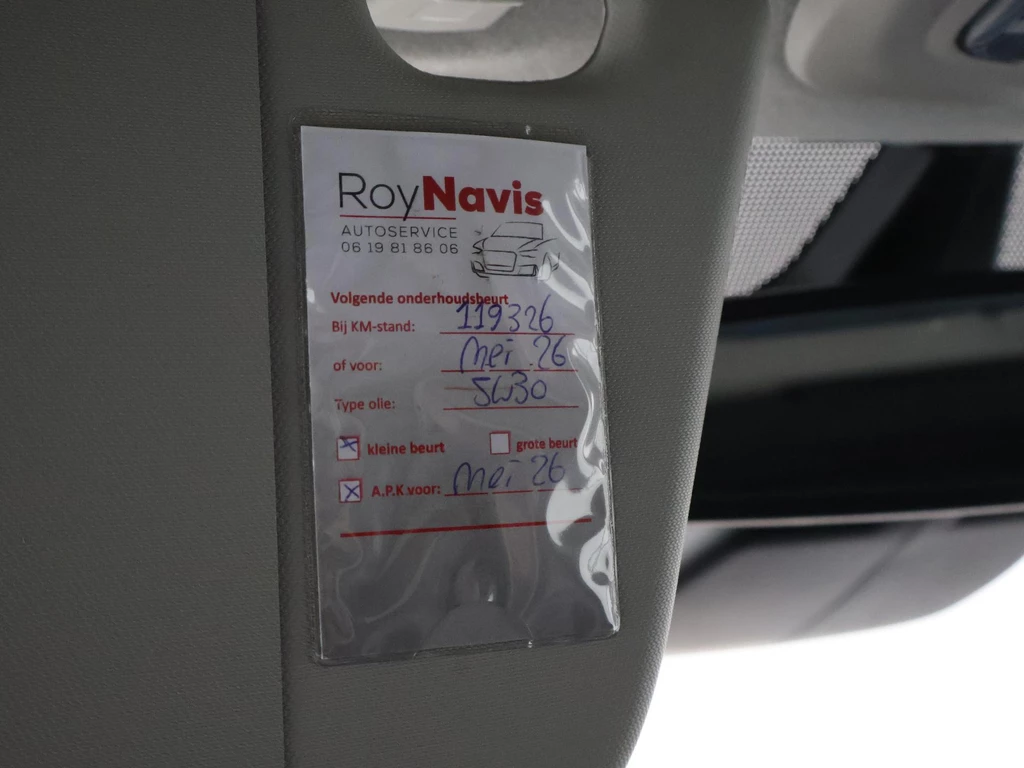 RoyNavis
AUTOSERVICE
06 19 81 86 06
Volgende onderhoudsbeurt
Bij KM-stand: 119326
of voor: Mei 26
Type olie: 5W30
kleine beurt grote beurt
A.P.K voor: Mei 26